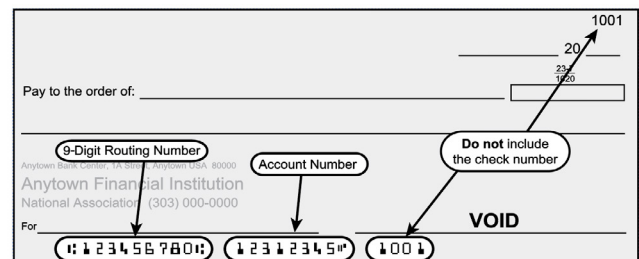 1001
20
23-7
1020
Pay to the order of:
9-Digit Routing Number
Account Number
Do not include
the check number
Anytown Bank Center, 1A Street, Anytown USA 80000
Anytown Financial Institution
National Association (303) 000-0000
For
VOID
⑆123456780⑆ 12312345⑈ 1001